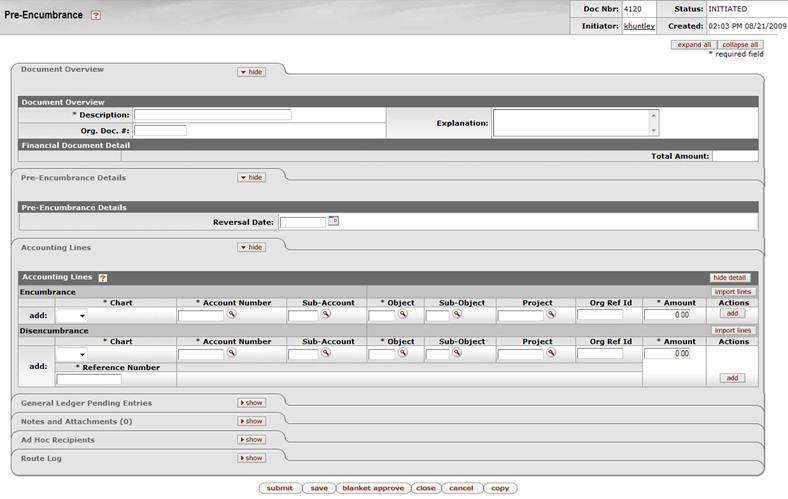 Pre-Encumbrance ?
Doc Nbr: 4120 Status: INITIATED
Initiator: khuntley Created: 02:03 PM 08/21/2009
expand all collapse all
* required field
Document Overview hide
Document Overview
* Description: Explanation:
Org. Doc. #:
Financial Document Detail
Total Amount:
Pre-Encumbrance Details hide
Pre-Encumbrance Details
Reversal Date:
Accounting Lines hide
Accounting Lines ? hide detail
Encumbrance import lines
* Chart * Account Number Sub-Account * Object Sub-Object Project Org Ref Id * Amount Actions
add: 0.00 add
Disencumbrance import lines
* Chart * Account Number Sub-Account * Object Sub-Object Project Org Ref Id * Amount Actions
add: 0.00
* Reference Number
add
General Ledger Pending Entries show
Notes and Attachments (0) show
Ad Hoc Recipients show
Route Log show
submit save blanket approve close cancel copy